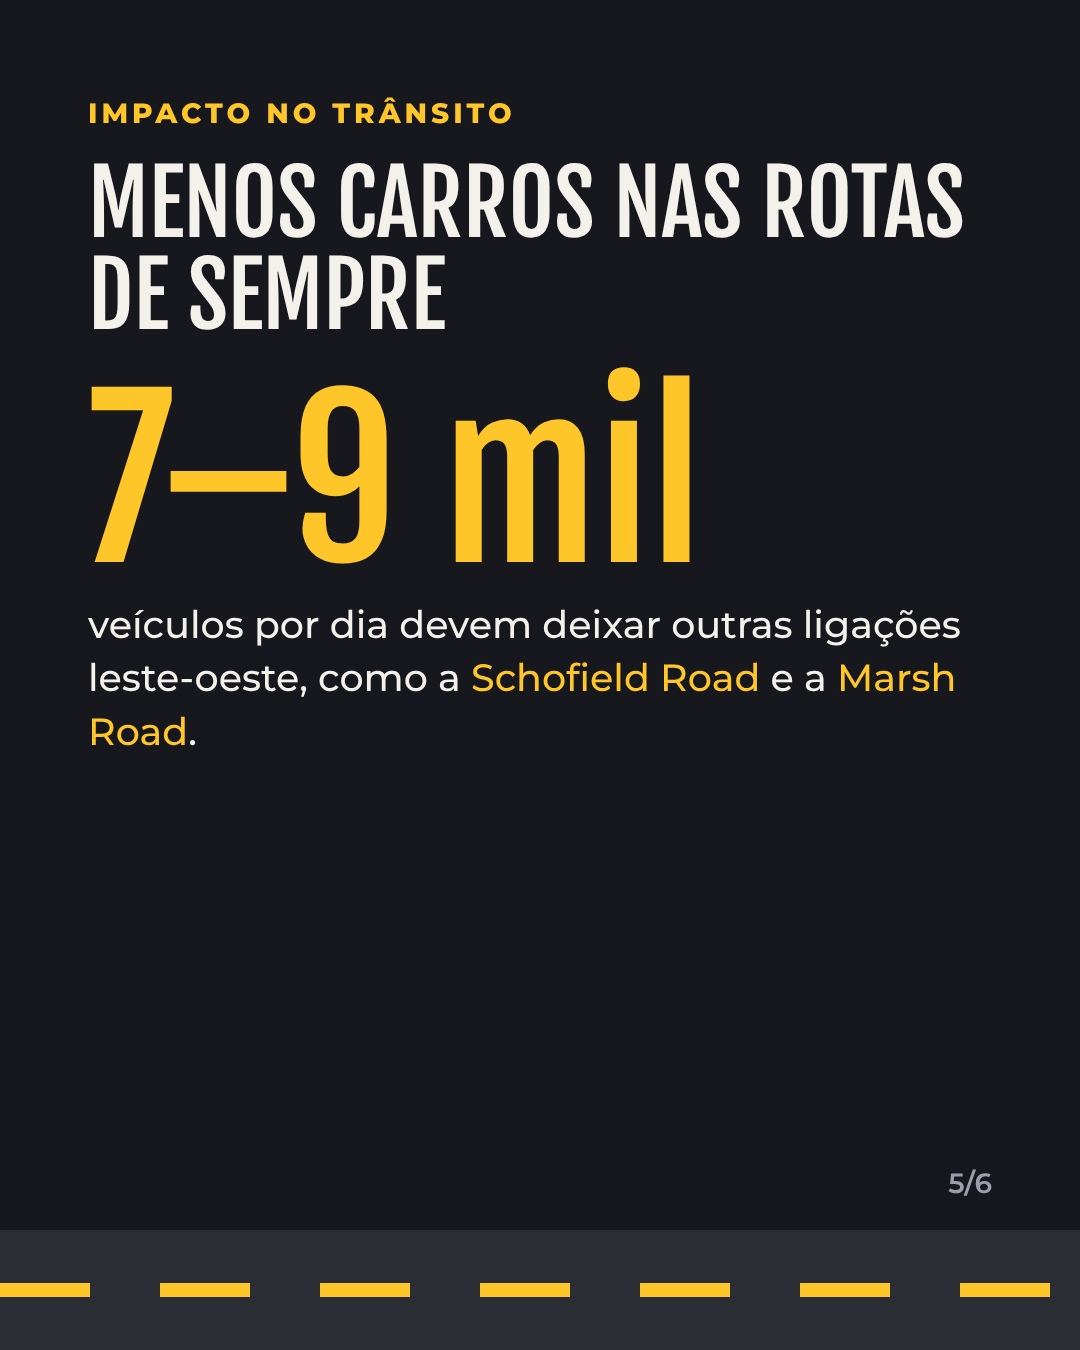 IMPACTO NO TRÂNSITO
MENOS CARROS NAS ROTAS
DE SEMPRE
7–9 mil
veículos por dia devem deixar outras ligações
leste-oeste, como a Schofield Road e a Marsh
Road.
5/6